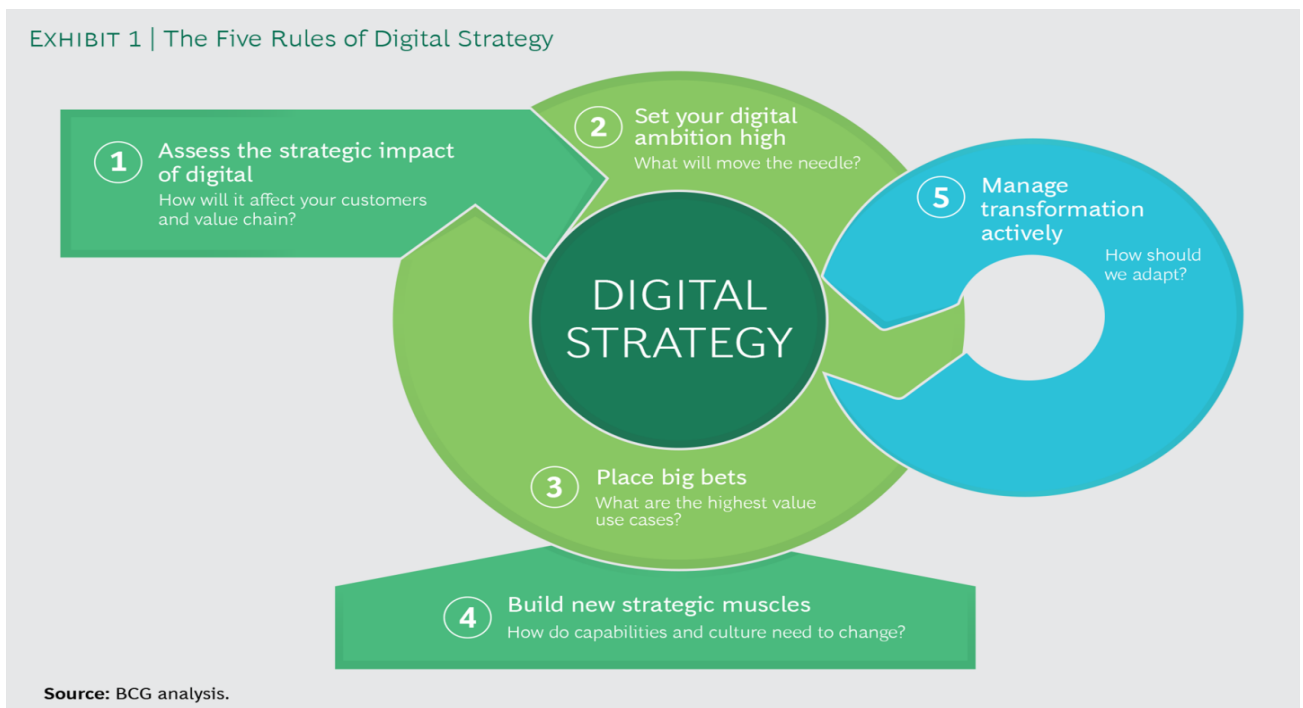 EXHIBIT 1 | The Five Rules of Digital Strategy
1
Assess the strategic impact
of digital
How will it affect your customers
and value chain?
2
Set your digital
ambition high
What will move the needle?
5
Manage
transformation
actively
How should
we adapt?
DIGITAL
STRATEGY
3
Place big bets
What are the highest value
use cases?
4
Build new strategic muscles
How do capabilities and culture need to change?
Source: BCG analysis.